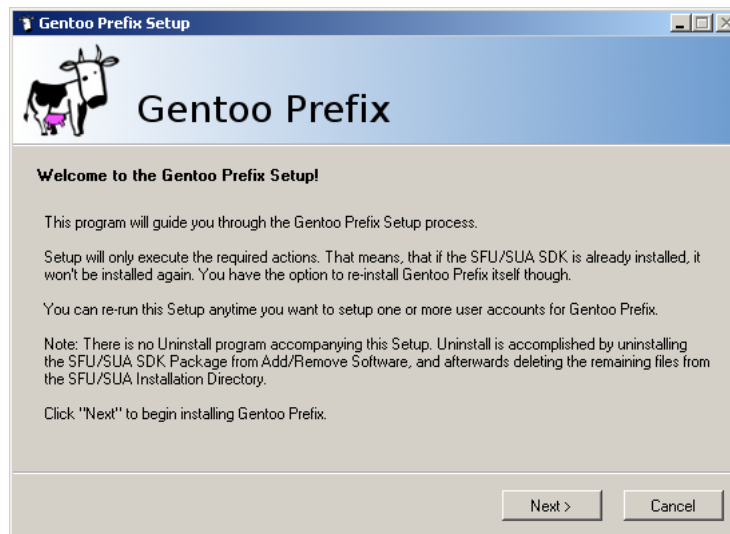 Gentoo Prefix Setup
Gentoo Prefix
Welcome to the Gentoo Prefix Setup!
This program will guide you through the Gentoo Prefix Setup process.
Setup will only execute the required actions. That means, that if the SFU/SUA SDK is already installed, it
won't be installed again. You have the option to re-install Gentoo Prefix itself though.
You can re-run this Setup anytime you want to setup one or more user accounts for Gentoo Prefix.
Note: There is no Uninstall program accompanying this Setup. Uninstall is accomplished by uninstalling
the SFU/SUA SDK Package from Add/Remove Software, and afterwards deleting the remaining files from
the SFU/SUA Installation Directory.
Click "Next" to begin installing Gentoo Prefix.
Next >
Cancel